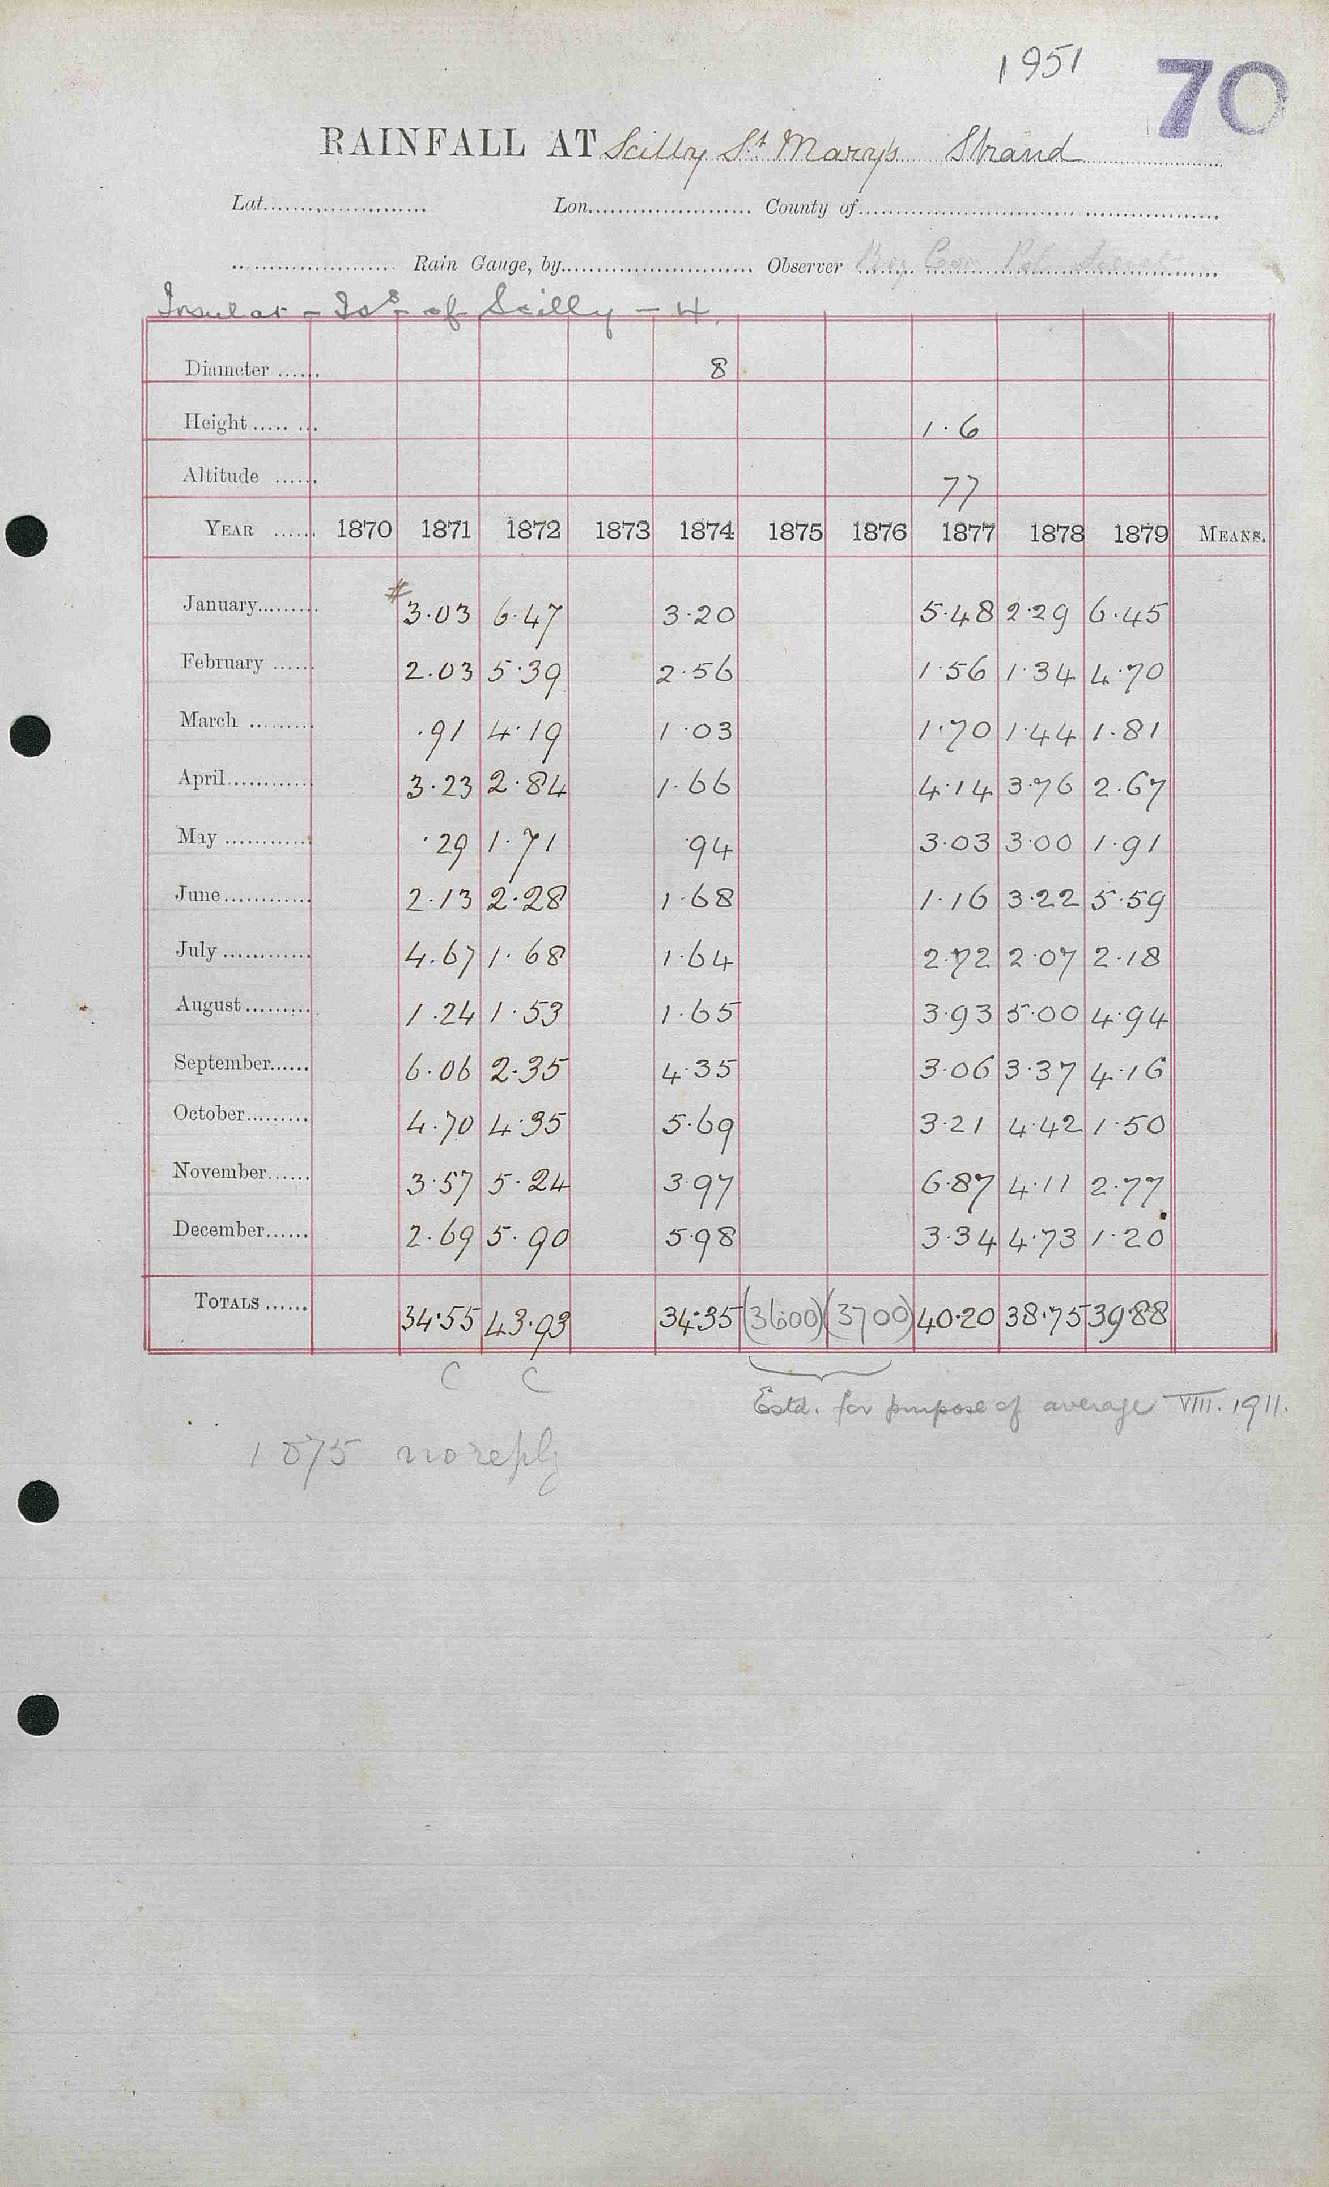 1951 70
RAINFALL AT Scilly St Mary's Strand
Lat. Lon. County of
Rain Gauge, by Observer
Insular - Is. of Scilly - 4.
Diameter 8
Height 1·6
Altitude 77
YEAR 1870 1871 1872 1873 1874 1875 1876 1877 1878 1879 MEANS.
January # 3·03 6·47 3·20 5·48 2·29 6·45
February 2·03 5·39 2·56 1·56 1·34 4·70
March ·91 4·19 1·03 1·70 1·44 1·81
April 3·23 2·84 1·66 4·14 3·76 2·67
May ·29 1·71 ·94 3·03 3·00 1·91
June 2·13 2·28 1·68 1·16 3·22 5·59
July 4·67 1·68 1·64 2·72 2·07 2·18
August 1·24 1·53 1·65 3·93 5·00 4·94
September 6·06 2·35 4·35 3·06 3·37 4·16
October 4·70 4·35 5·69 3·21 4·42 1·50
November 3·57 5·24 3·97 6·87 4·11 2·77
December 2·69 5·90 5·98 3·34 4·73 1·20
TOTALS 34·55 43·93 34·35 (36·00) (37·00) 40·20 38·75 39·88
C C
Estd. for purpose of average VIII. 1911.
1875 no reply